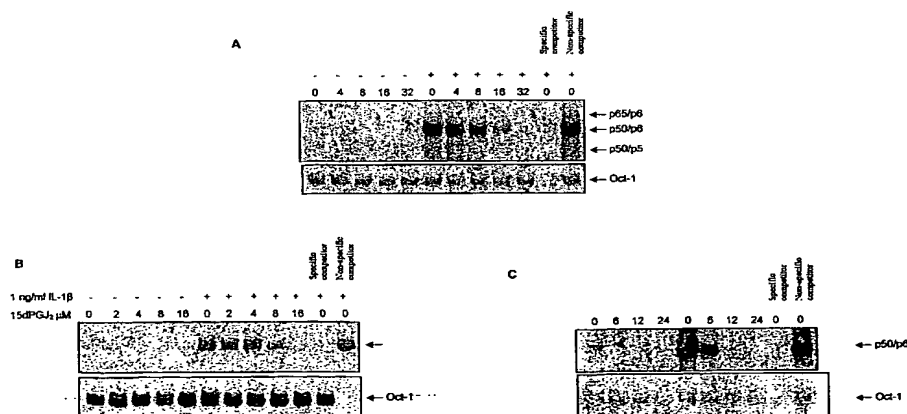 A
Specific competitor
Non-specific competitor
- - - - - + + + + + + +
0 4 8 16 32 0 4 8 16 32 0 0
p65/p6
p50/p6
p50/p5
Oct-1
B
Specific competitor
Non-specific competitor
1 ng/ml IL-1β - - - - - + + + + + + +
15dPGJ₂ μM 0 2 4 8 16 0 2 4 8 16 0 0
Oct-1
C
Specific competitor
Non-specific competitor
0 6 12 24 0 6 12 24 0 0
p50/p6
Oct-1